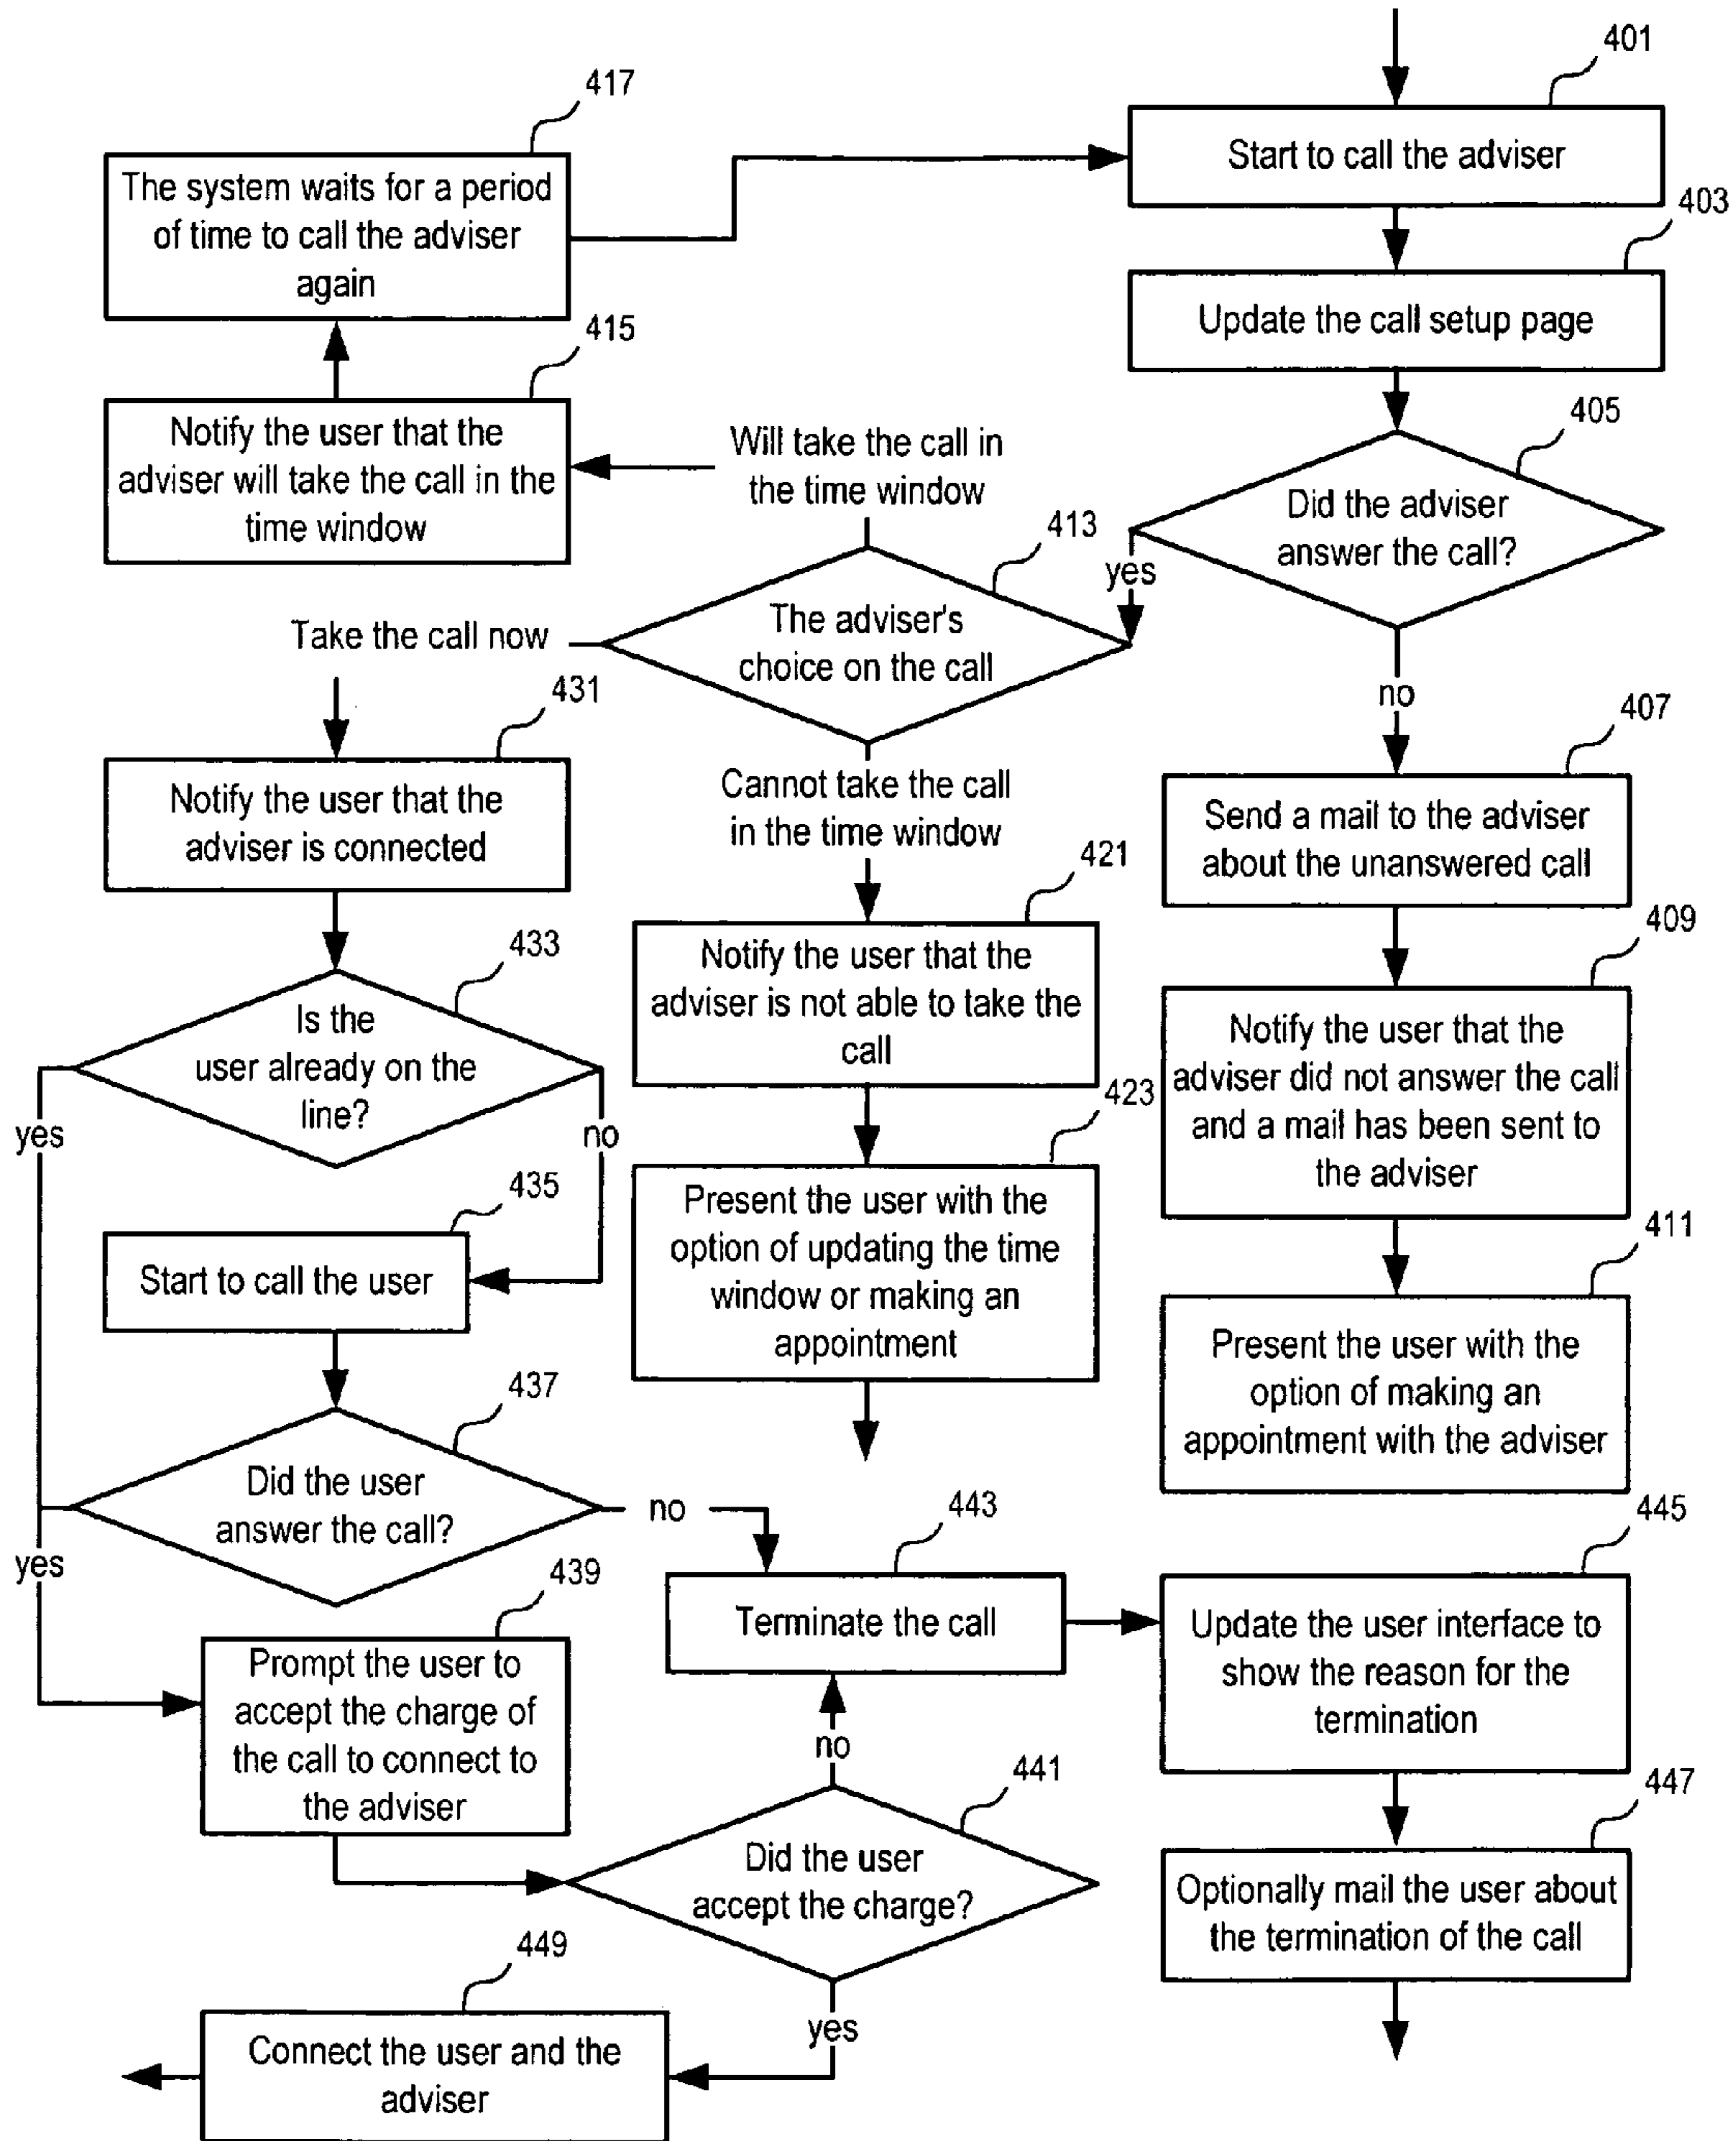 401
Start to call the adviser
403
Update the call setup page
405
Did the adviser
answer the call?
yes
no
407
Send a mail to the adviser
about the unanswered call
409
Notify the user that the
adviser did not answer the call
and a mail has been sent to
the adviser
411
Present the user with the
option of making an
appointment with the adviser
413
The adviser's
choice on the call
Will take the call in
the time window
415
Notify the user that the
adviser will take the call in the
time window
417
The system waits for a period
of time to call the adviser
again
Cannot take the call
in the time window
421
Notify the user that the
adviser is not able to take the
call
423
Present the user with the
option of updating the time
window or making an
appointment
Take the call now
431
Notify the user that the
adviser is connected
433
Is the
user already on the
line?
yes
no
435
Start to call the user
437
Did the user
answer the call?
yes
no
439
Prompt the user to
accept the charge of
the call to connect to
the adviser
441
Did the user
accept the charge?
no
yes
443
Terminate the call
445
Update the user interface to
show the reason for the
termination
447
Optionally mail the user about
the termination of the call
449
Connect the user and the
adviser